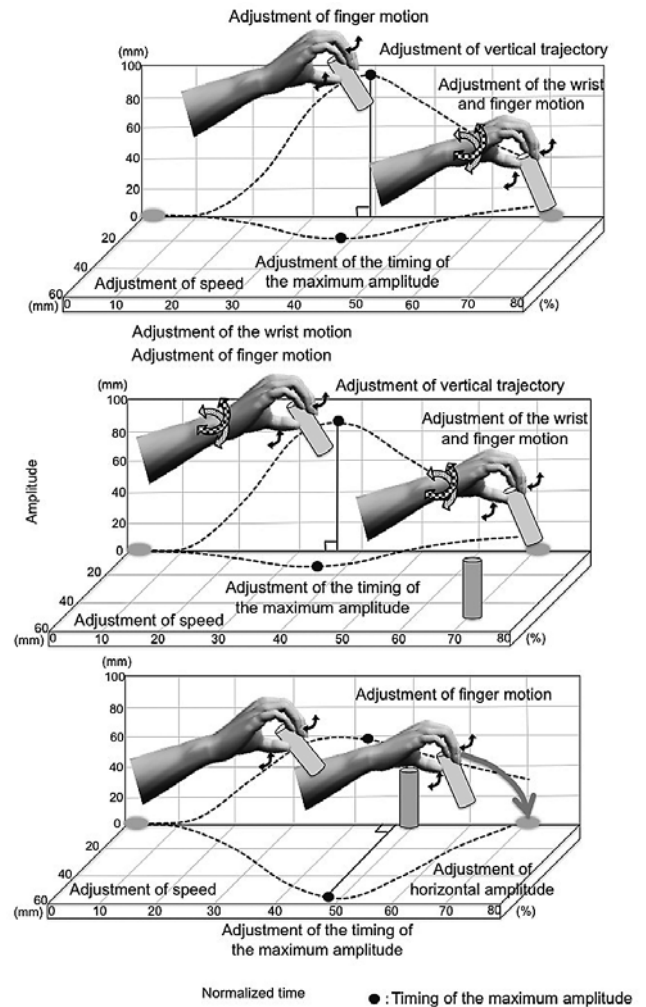 Adjustment of finger motion
(mm)
Adjustment of vertical trajectory
100
Adjustment of the wrist
and finger motion
80
60
40
20
0
20
Adjustment of the timing of
the maximum amplitude
40
Adjustment of speed
60
(mm) 0 10 20 30 40 50 60 70 80 (%)
Adjustment of the wrist motion
Adjustment of finger motion
(mm)
Adjustment of vertical trajectory
100
Adjustment of the wrist
and finger motion
80
60
40
20
0
Amplitude
20
Adjustment of the timing of
the maximum amplitude
40
Adjustment of speed
60
(mm) 0 10 20 30 40 50 60 70 80 (%)
(mm)
100
Adjustment of finger motion
80
60
40
20
0
20
40
Adjustment of speed
Adjustment of
horizontal amplitude
60
(mm) 0 10 20 30 40 50 60 70 80 (%)
Adjustment of the timing of
the maximum amplitude
Normalized time
● : Timing of the maximum amplitude